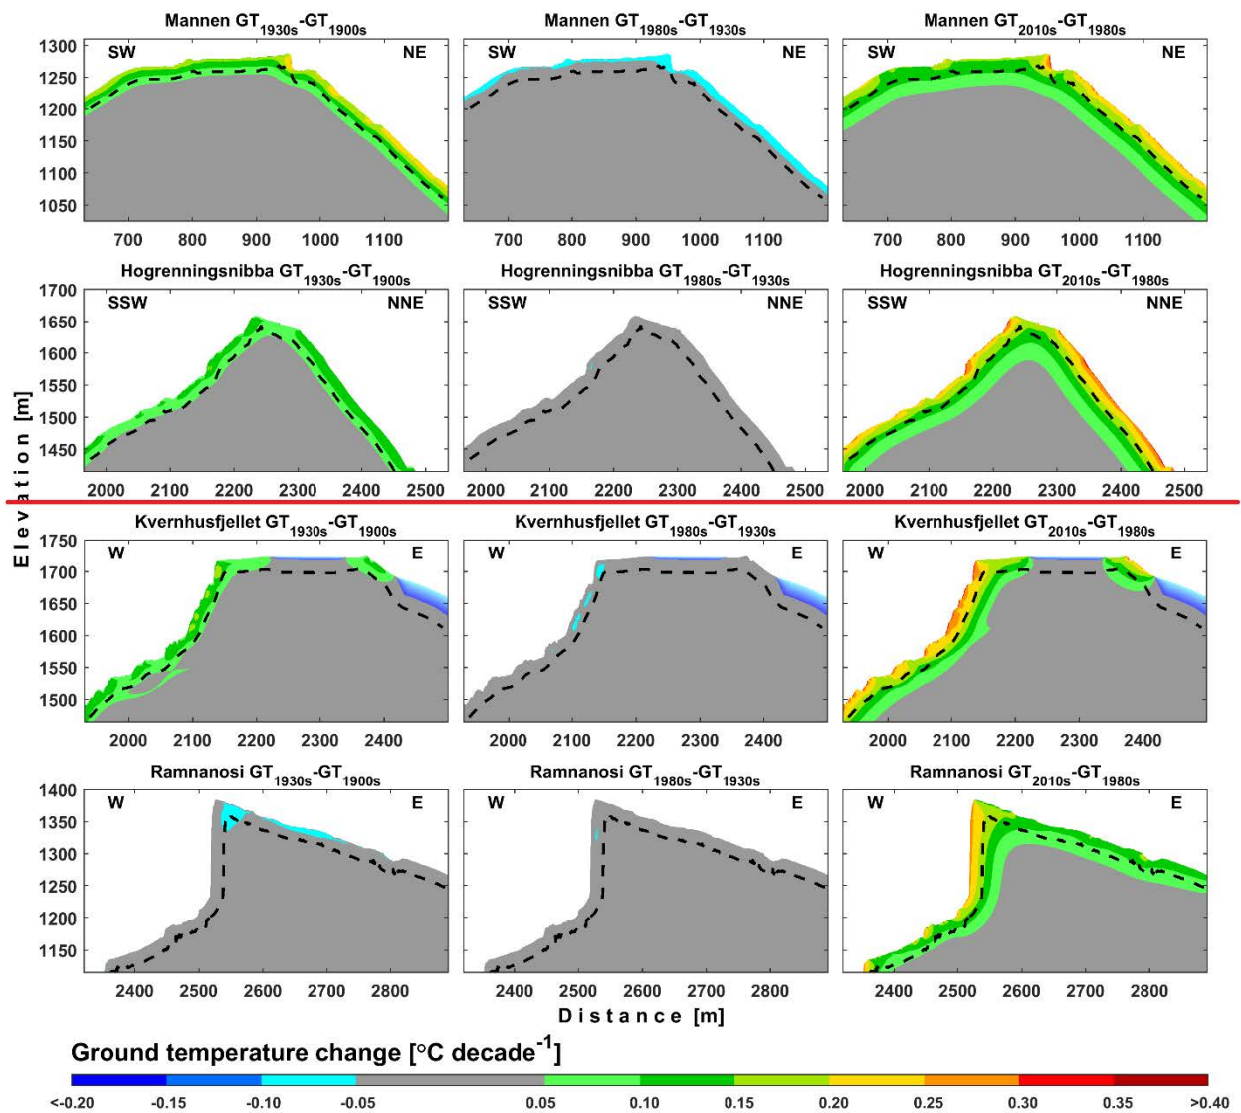 Mannen GT1930s-GT1900s Mannen GT1980s-GT1930s Mannen GT2010s-GT1980s
SW NE SW NE SW NE
1300
1250
1200
1150
1100
1050
700 800 900 1000 1100 700 800 900 1000 1100 700 800 900 1000 1100
Hogrenningsnibba GT1930s-GT1900s Hogrenningsnibba GT1980s-GT1930s Hogrenningsnibba GT2010s-GT1980s
SSW NNE SSW NNE SSW NNE
1700
1650
1600
1550
1500
1450
2000 2100 2200 2300 2400 2500 2000 2100 2200 2300 2400 2500 2000 2100 2200 2300 2400 2500
Elevation [m]
Kvernhusfjellet GT1930s-GT1900s Kvernhusfjellet GT1980s-GT1930s Kvernhusfjellet GT2010s-GT1980s
W E W E W E
1750
1700
1650
1600
1550
1500
2000 2100 2200 2300 2400 2000 2100 2200 2300 2400 2000 2100 2200 2300 2400
Ramnanosi GT1930s-GT1900s Ramnanosi GT1980s-GT1930s Ramnanosi GT2010s-GT1980s
W E W E W E
1400
1350
1300
1250
1200
1150
2400 2500 2600 2700 2800 2400 2500 2600 2700 2800 2400 2500 2600 2700 2800
Distance [m]
Ground temperature change [°C decade-1]
<-0.20 -0.15 -0.10 -0.05 0.05 0.10 0.15 0.20 0.25 0.30 0.35 >0.40